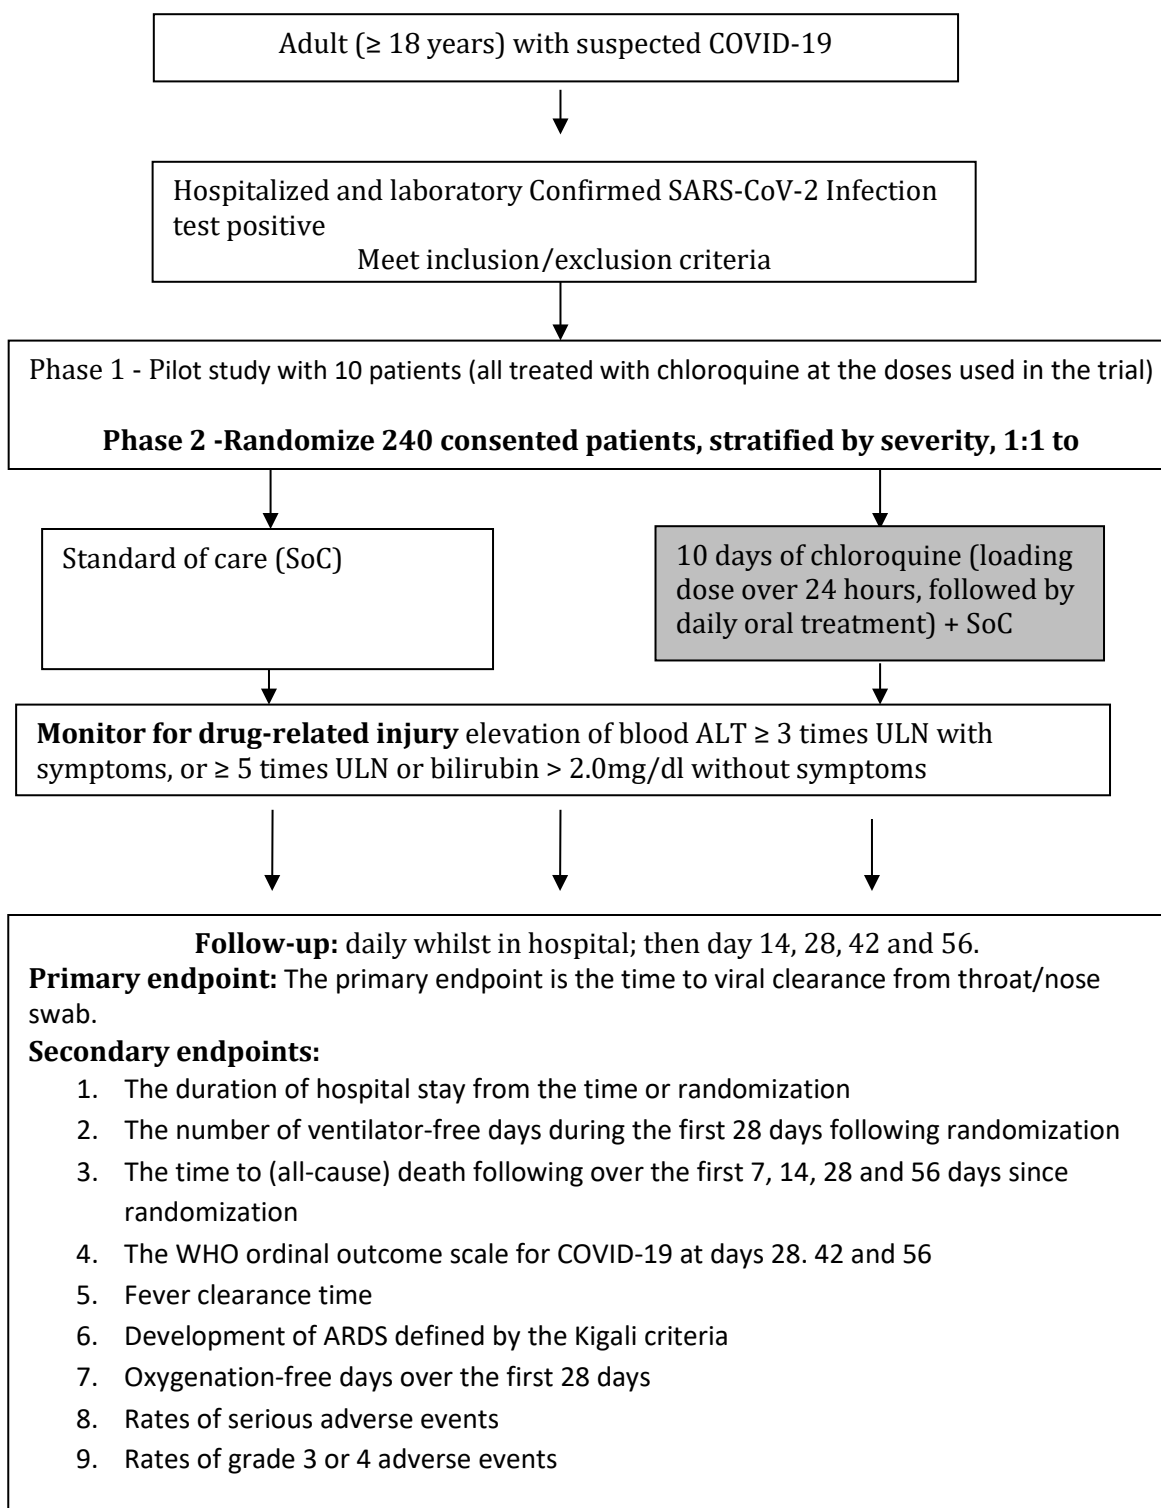 Adult (≥ 18 years) with suspected COVID-19
Hospitalized and laboratory Confirmed SARS-CoV-2 Infection
test positive
Meet inclusion/exclusion criteria
Phase 1 - Pilot study with 10 patients (all treated with chloroquine at the doses used in the trial)
Phase 2 -Randomize 240 consented patients, stratified by severity, 1:1 to
Standard of care (SoC)
10 days of chloroquine (loading
dose over 24 hours, followed by
daily oral treatment) + SoC
Monitor for drug-related injury elevation of blood ALT ≥ 3 times ULN with
symptoms, or ≥ 5 times ULN or bilirubin > 2.0mg/dl without symptoms
Follow-up: daily whilst in hospital; then day 14, 28, 42 and 56.
Primary endpoint: The primary endpoint is the time to viral clearance from throat/nose
swab.
Secondary endpoints:
1. The duration of hospital stay from the time or randomization
2. The number of ventilator-free days during the first 28 days following randomization
3. The time to (all-cause) death following over the first 7, 14, 28 and 56 days since
randomization
4. The WHO ordinal outcome scale for COVID-19 at days 28. 42 and 56
5. Fever clearance time
6. Development of ARDS defined by the Kigali criteria
7. Oxygenation-free days over the first 28 days
8. Rates of serious adverse events
9. Rates of grade 3 or 4 adverse events